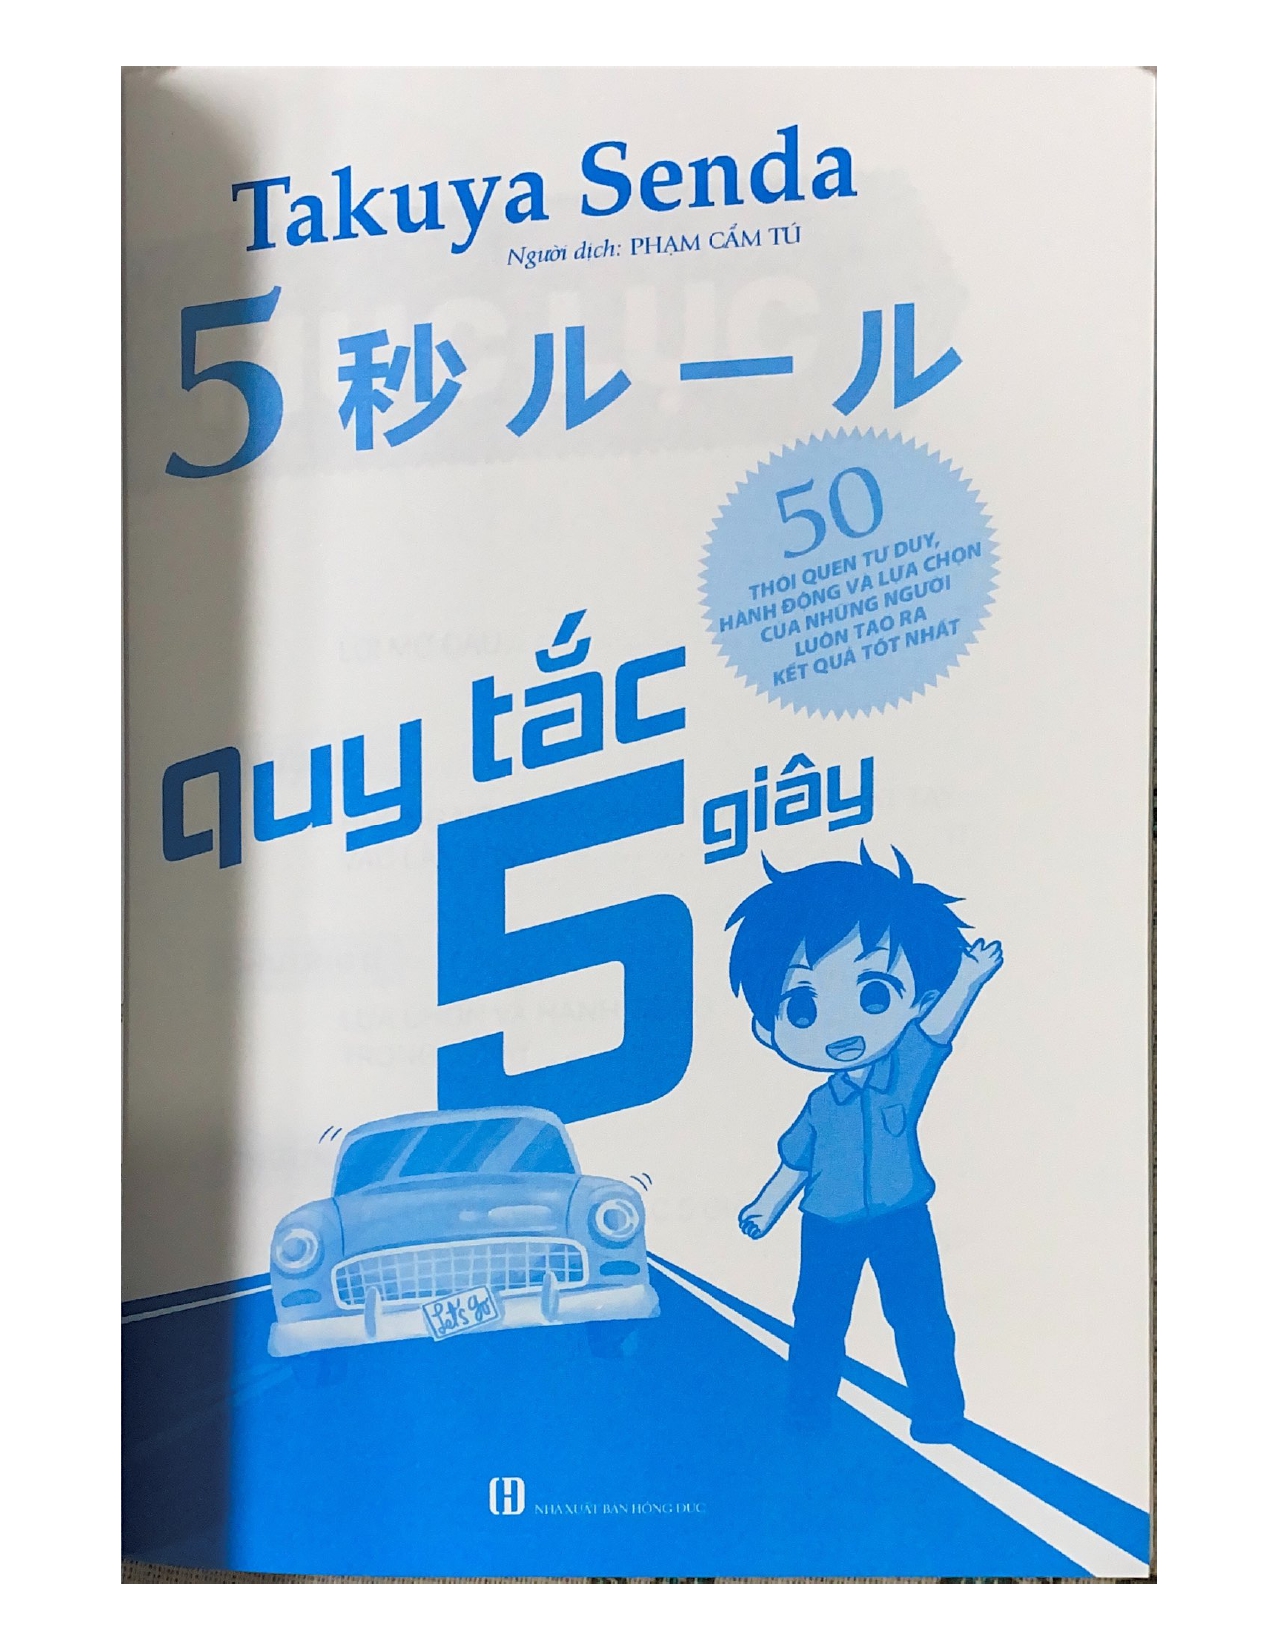 Takuya Senda
Người dịch: PHẠM CẨM TÚ
5 秒ルール
50
THÓI QUEN TƯ DUY,
HÀNH ĐỘNG VÀ LỰA CHỌN
CỦA NHỮNG NGƯỜI
LUÔN TẠO RA
KẾT QUẢ TỐT NHẤT
quy tắc
5 giây
Let's go
NHÀ XUẤT BẢN HỒNG ĐỨC